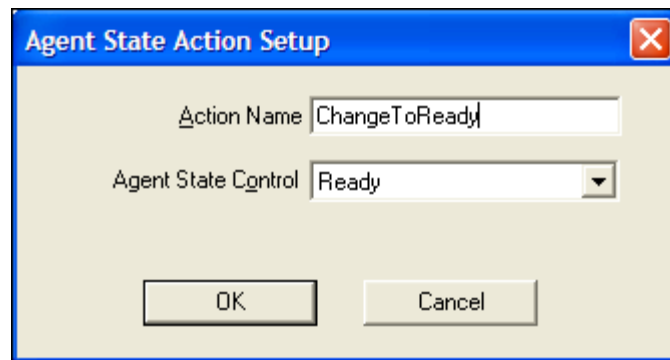 Agent State Action Setup
Action Name ChangeToReady
Agent State Control Ready
OK Cancel